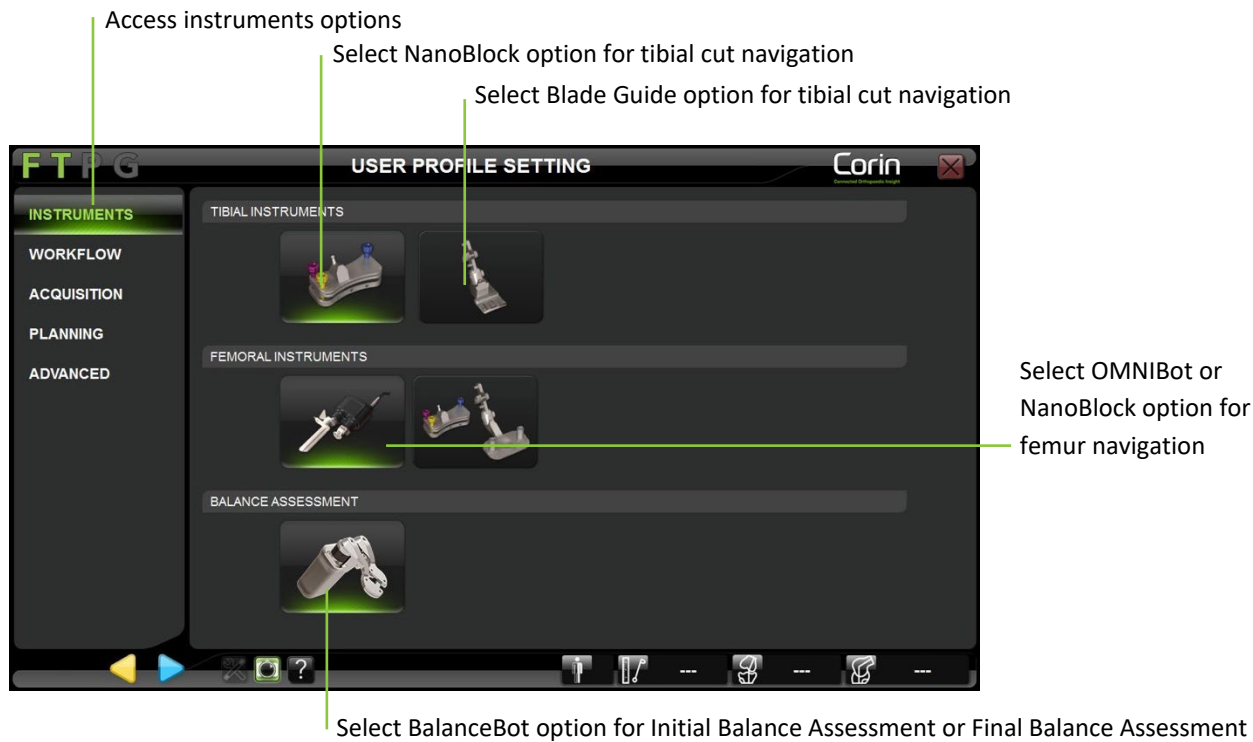 Access instruments options
Select NanoBlock option for tibial cut navigation
Select Blade Guide option for tibial cut navigation
FTPG
USER PROFILE SETTING
Corin
Connected Orthopaedic Insight
INSTRUMENTS
TIBIAL INSTRUMENTS
WORKFLOW
ACQUISITION
PLANNING
FEMORAL INSTRUMENTS
ADVANCED
Select OMNIBot or
NanoBlock option for
femur navigation
BALANCE ASSESSMENT
?
--- --- ---
Select BalanceBot option for Initial Balance Assessment or Final Balance Assessment